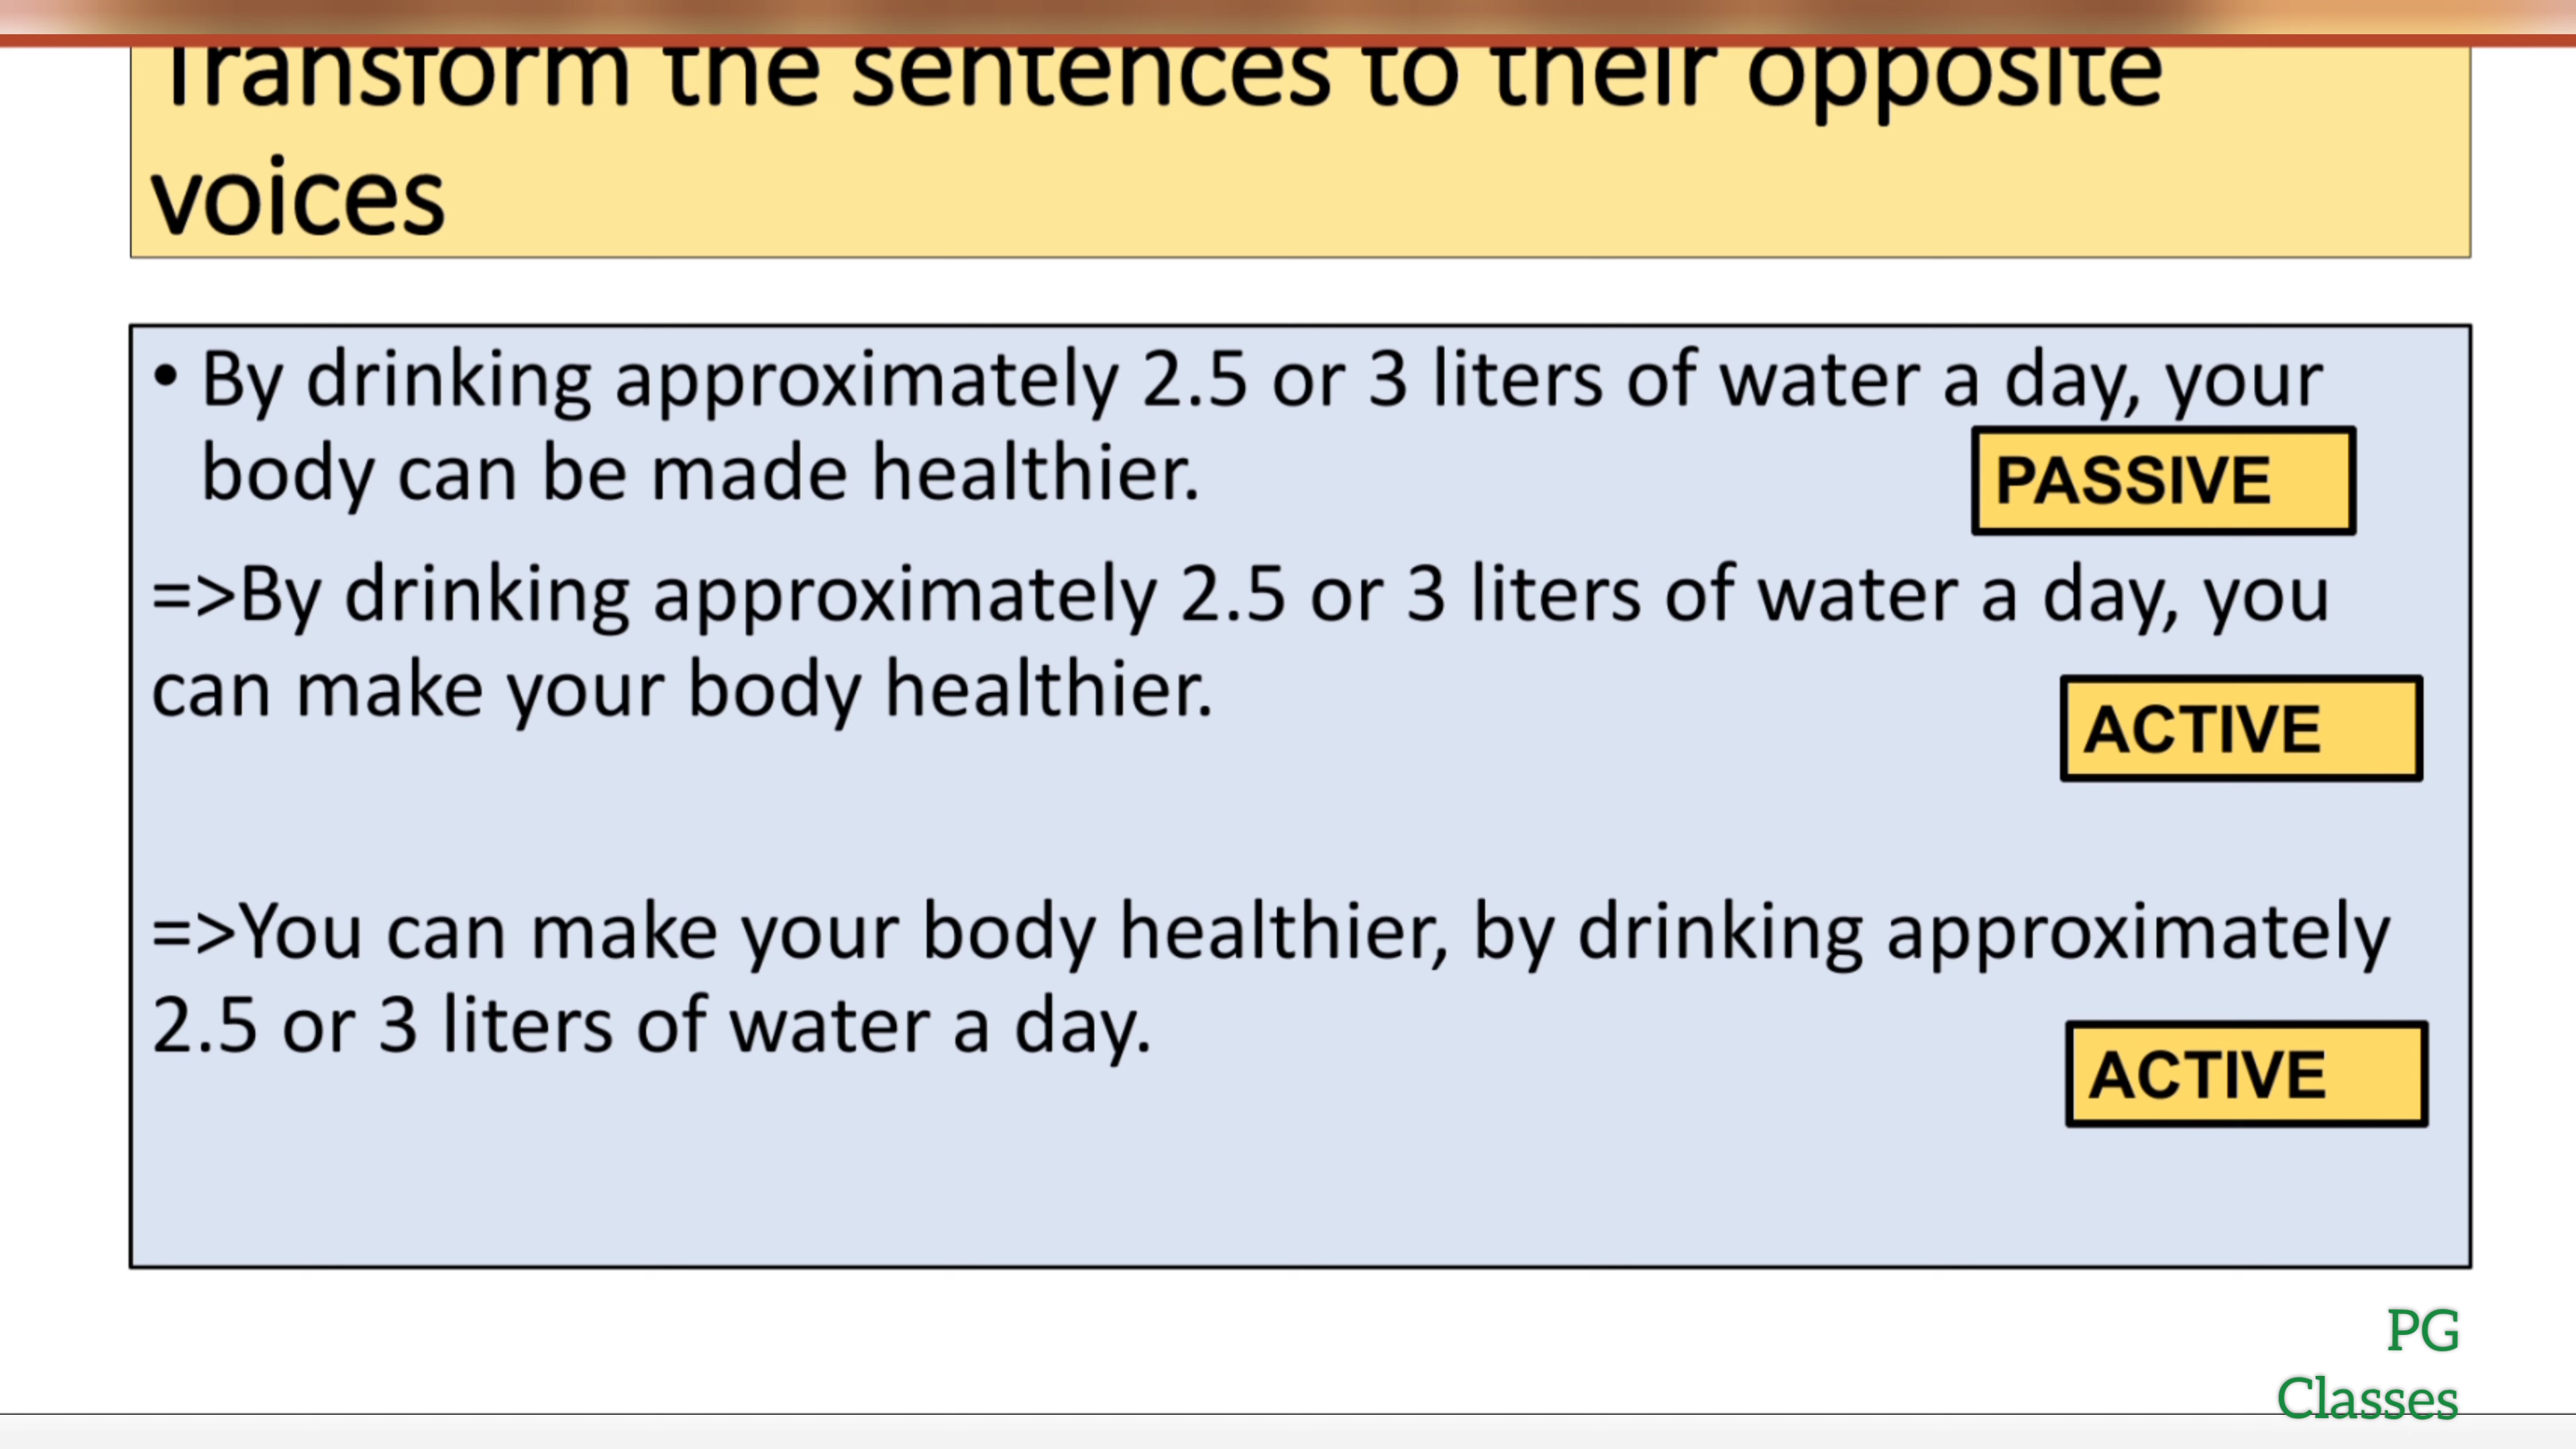 Transform the sentences to their opposite
voices
• By drinking approximately 2.5 or 3 liters of water a day, your
body can be made healthier.
PASSIVE
=>By drinking approximately 2.5 or 3 liters of water a day, you
can make your body healthier.
ACTIVE
=>You can make your body healthier, by drinking approximately
2.5 or 3 liters of water a day.
ACTIVE
PG
Classes